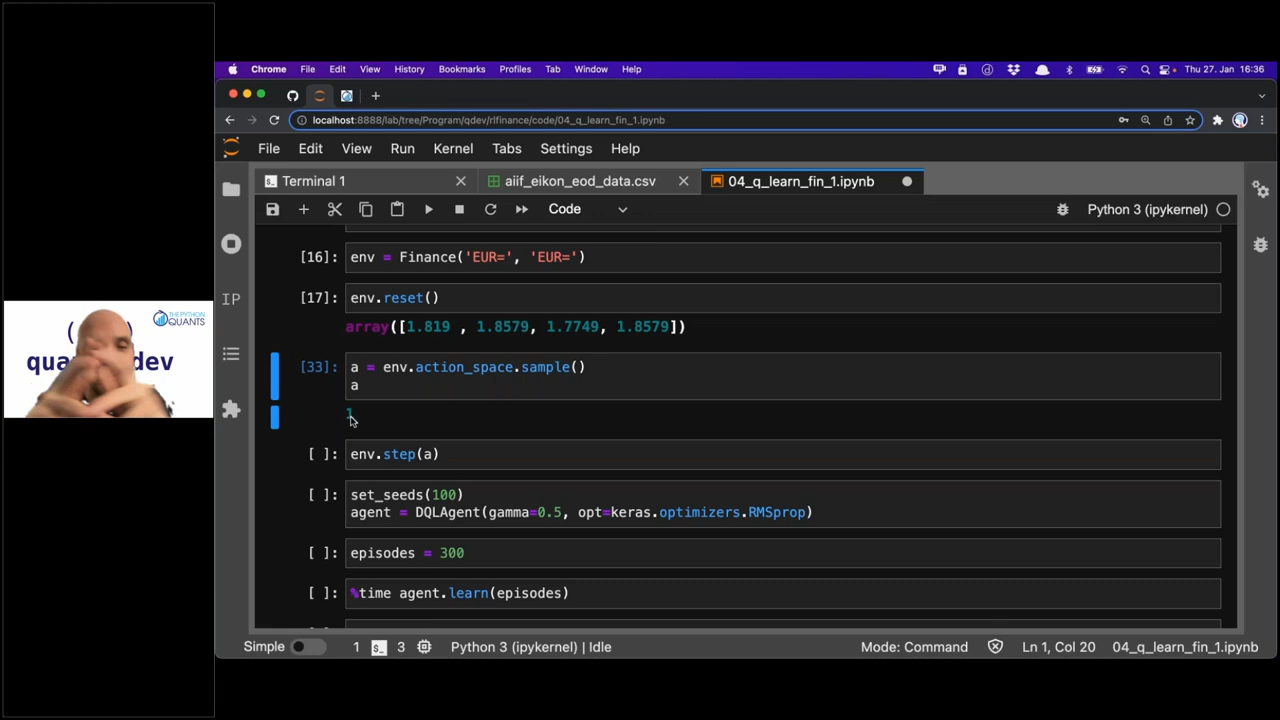 Chrome File Edit View History Bookmarks Profiles Tab Window Help Thu 27. Jan 16:36
localhost:8888/lab/tree/Program/qdev/rlfinance/code/04_q_learn_fin_1.ipynb
File Edit View Run Kernel Tabs Settings Help
Terminal 1 aiif_eikon_eod_data.csv 04_q_learn_fin_1.ipynb
Code Python 3 (ipykernel)
[16]: env = Finance('EUR=', 'EUR=')
[17]: env.reset()
array([1.819 , 1.8579, 1.7749, 1.8579])
[33]: a = env.action_space.sample()
a
1
[ ]: env.step(a)
[ ]: set_seeds(100)
agent = DQLAgent(gamma=0.5, opt=keras.optimizers.RMSprop)
[ ]: episodes = 300
[ ]: %time agent.learn(episodes)
Simple 1 3 Python 3 (ipykernel) | Idle Mode: Command Ln 1, Col 20 04_q_learn_fin_1.ipynb
IP
THE PYTHON
QUANTS